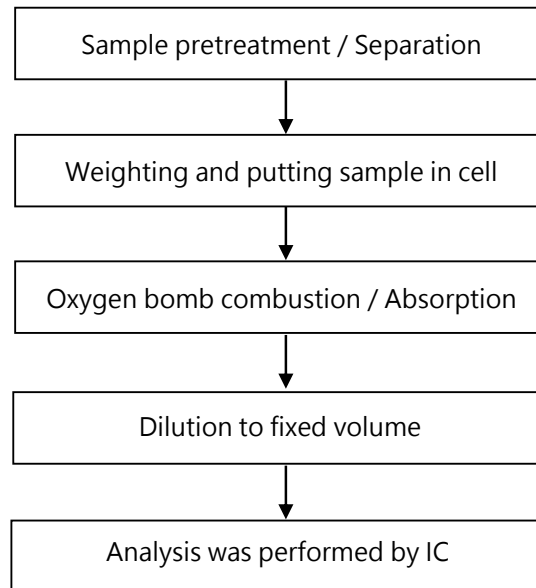 Sample pretreatment / Separation
Weighting and putting sample in cell
Oxygen bomb combustion / Absorption
Dilution to fixed volume
Analysis was performed by IC